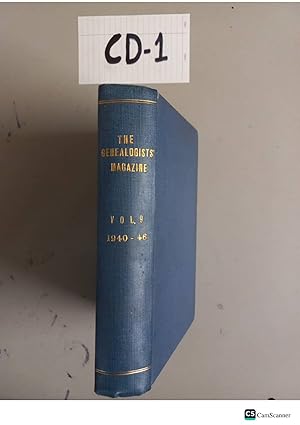 CD-1
THE
GENEALOGISTS'
MAGAZINE
VOL. 9
1940-46
CS CamScanner